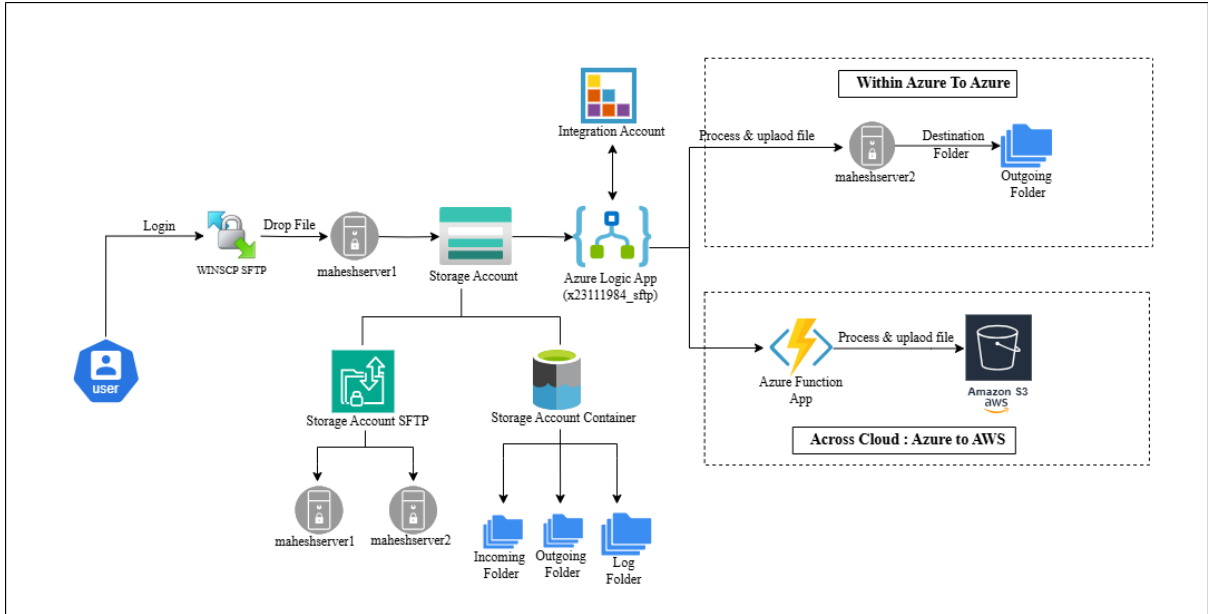 Within Azure To Azure
Integration Account
Process & uplaod file
Destination
Folder
maheshserver2
Outgoing
Folder
Login
Drop File
WINSCP SFTP
maheshserver1
Storage Account
Azure Logic App
(x23111984_sftp)
user
Process & uplaod file
Azure Function
App
Amazon S3
aws
Across Cloud : Azure to AWS
Storage Account SFTP
Storage Account Container
maheshserver1
maheshserver2
Incoming
Folder
Outgoing
Folder
Log
Folder